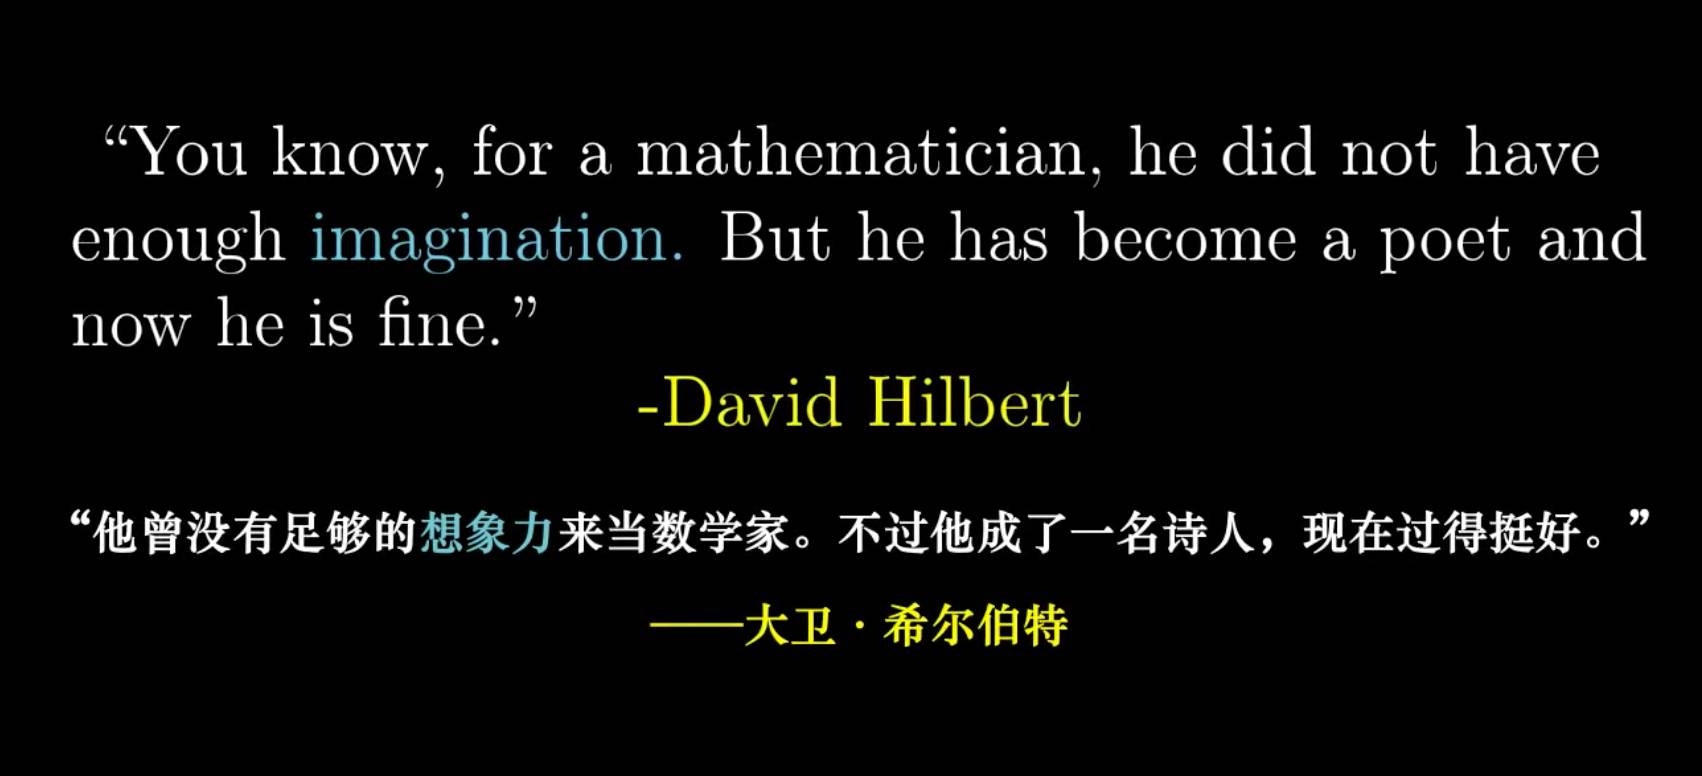 “You know, for a mathematician, he did not have
enough imagination. But he has become a poet and
now he is fine.”
-David Hilbert
“他曾没有足够的想象力来当数学家。不过他成了一名诗人，现在过得挺好。”
——大卫·希尔伯特